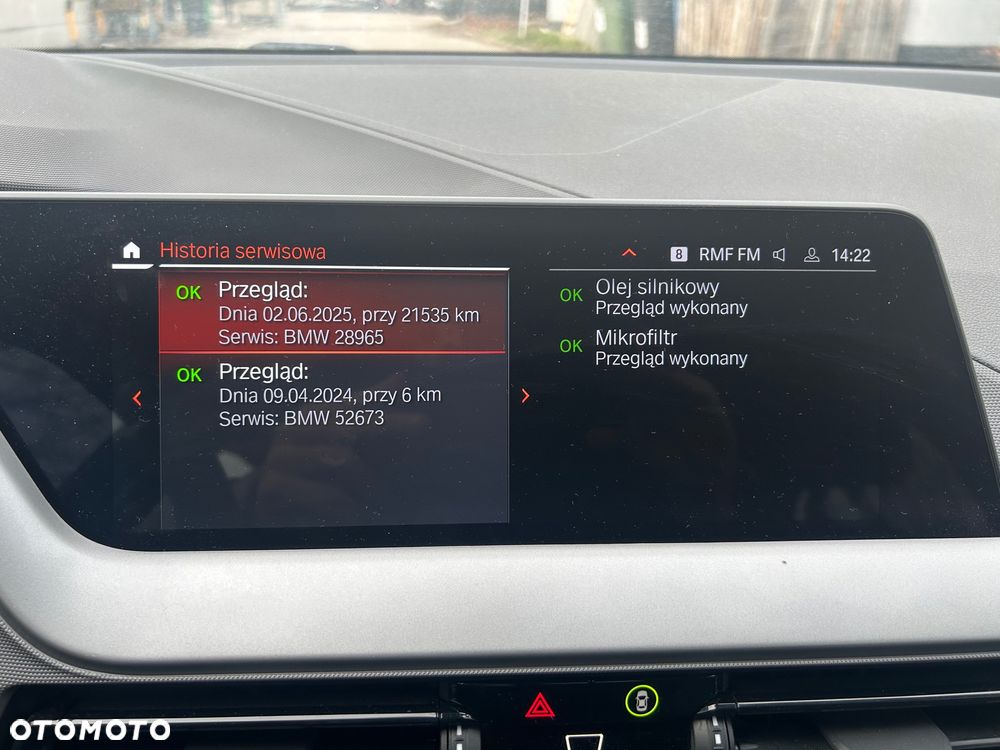 Historia serwisowa
8 RMF FM 14:22
OK Przegląd:
Dnia 02.06.2025, przy 21535 km
Serwis: BMW 28965
OK Przegląd:
Dnia 09.04.2024, przy 6 km
Serwis: BMW 52673
OK Olej silnikowy
Przegląd wykonany
OK Mikrofiltr
Przegląd wykonany
OTOMOTO